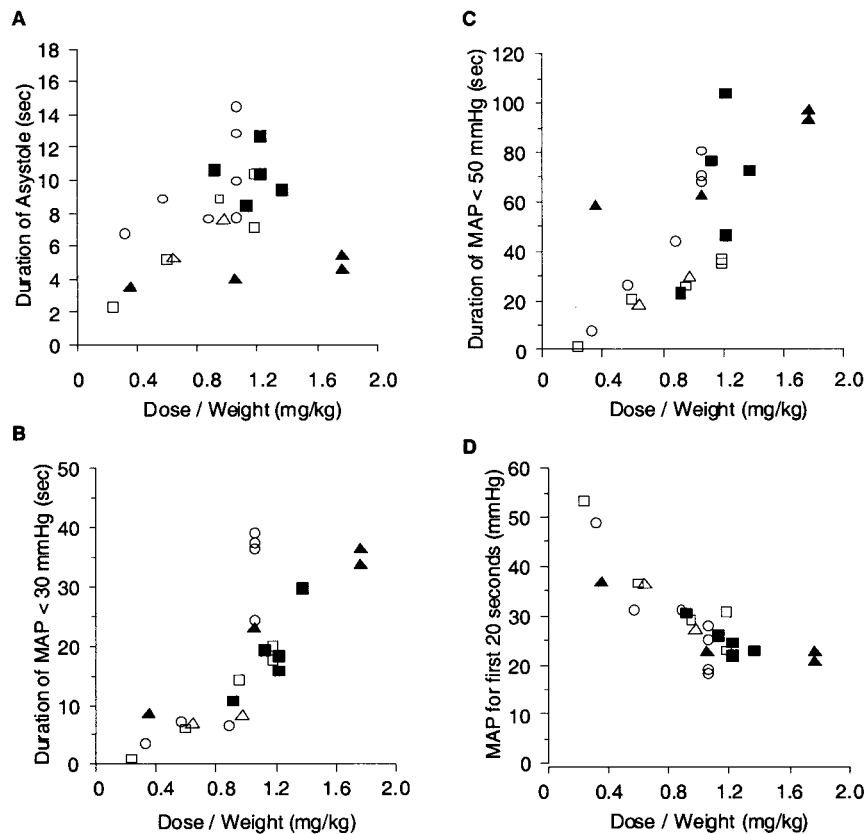 A
Duration of Asystole (sec)
18
16
14
12
10
8
6
4
2
0
0 0.4 0.8 1.2 1.6 2.0
Dose / Weight (mg/kg)
B
Duration of MAP < 30 mmHg (sec)
50
40
30
20
10
0
0 0.4 0.8 1.2 1.6 2.0
Dose / Weight (mg/kg)
C
Duration of MAP < 50 mmHg (sec)
120
100
80
60
40
20
0
0 0.4 0.8 1.2 1.6 2.0
Dose / Weight (mg/kg)
D
MAP for first 20 seconds (mmHg)
60
50
40
30
20
10
0
0 0.4 0.8 1.2 1.6 2.0
Dose / Weight (mg/kg)